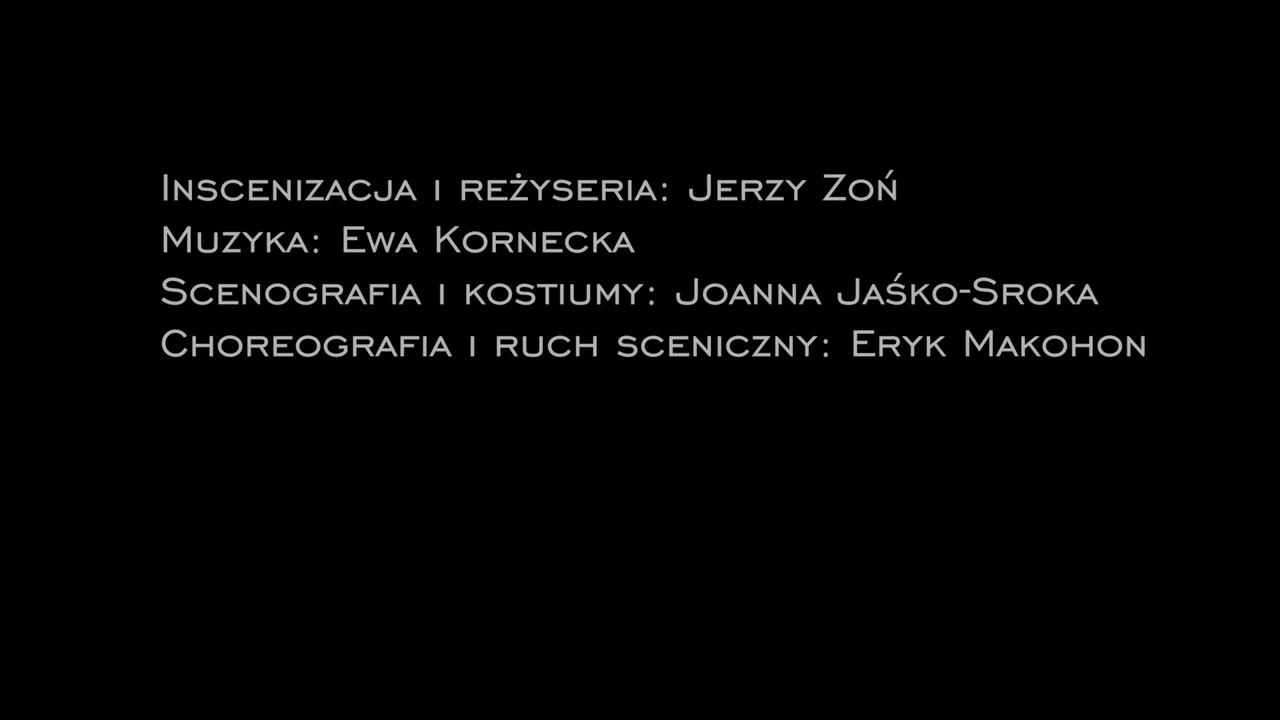 Inscenizacja i reżyseria: Jerzy Zoń
Muzyka: Ewa Kornecka
Scenografia i kostiumy: Joanna Jaśko-Sroka
Choreografia i ruch sceniczny: Eryk Makohon